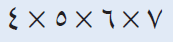 ٤ × ٥ × ٦ × ٧